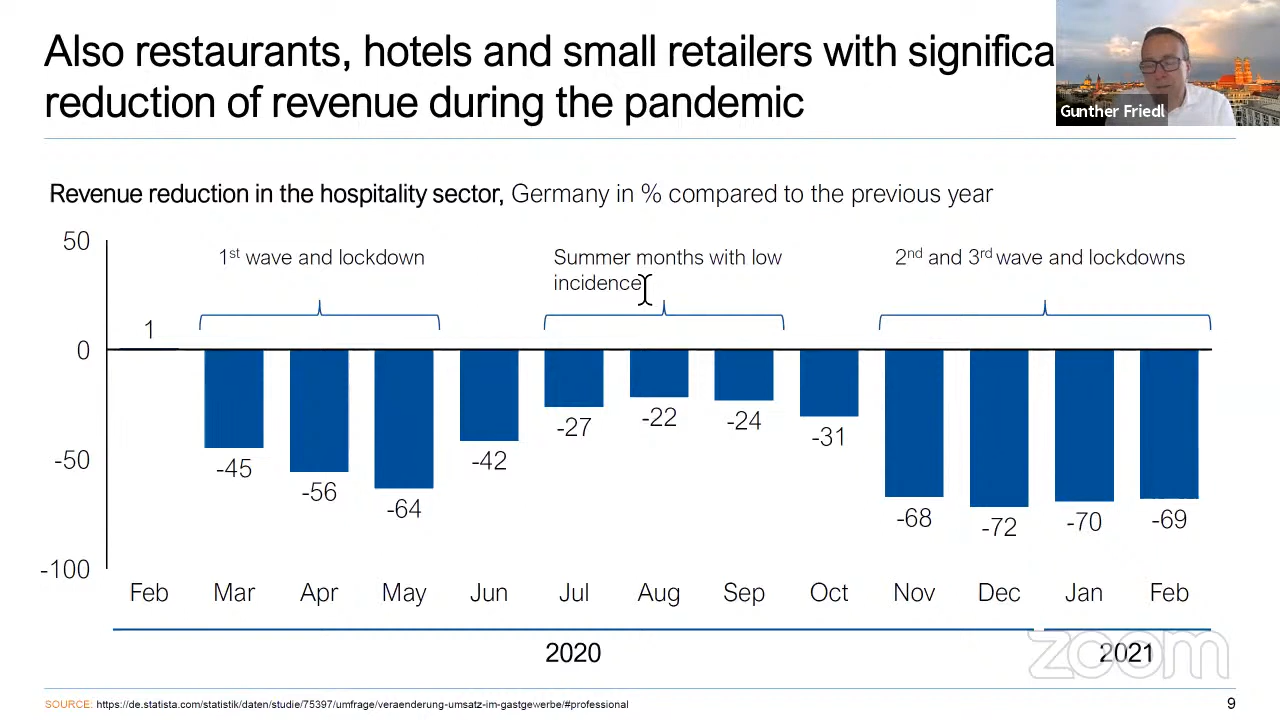 Also restaurants, hotels and small retailers with significa
reduction of revenue during the pandemic
Gunther Friedl
Revenue reduction in the hospitality sector, Germany in % compared to the previous year
50
0
-50
-100
1st wave and lockdown
Summer months with low
incidence
2nd and 3rd wave and lockdowns
1
-45
-56
-64
-42
-27
-22
-24
-31
-68
-72
-70
-69
Feb Mar Apr May Jun Jul Aug Sep Oct Nov Dec Jan Feb
2020 2021
zoom
SOURCE: https://de.statista.com/statistik/daten/studie/75397/umfrage/veraenderung-umsatz-im-gastgewerbe/#professional
9